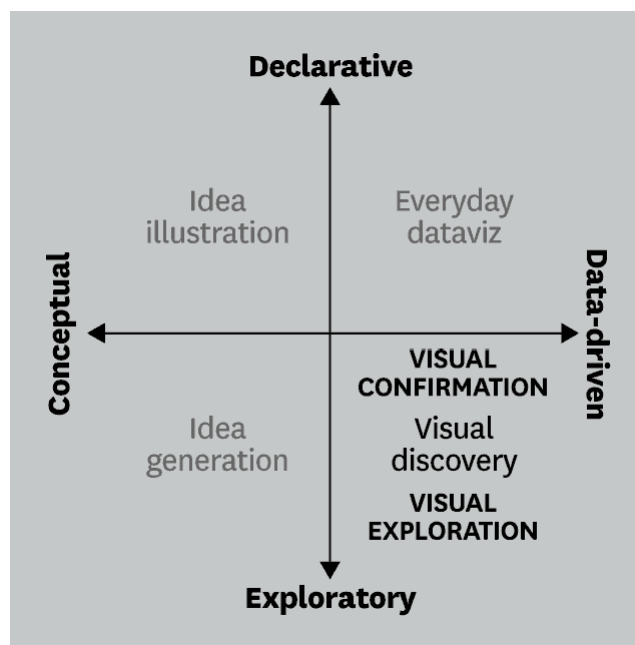 Declarative
Idea
illustration
Everyday
dataviz
Conceptual
Data-driven
VISUAL
CONFIRMATION
Idea
generation
Visual
discovery
VISUAL
EXPLORATION
Exploratory